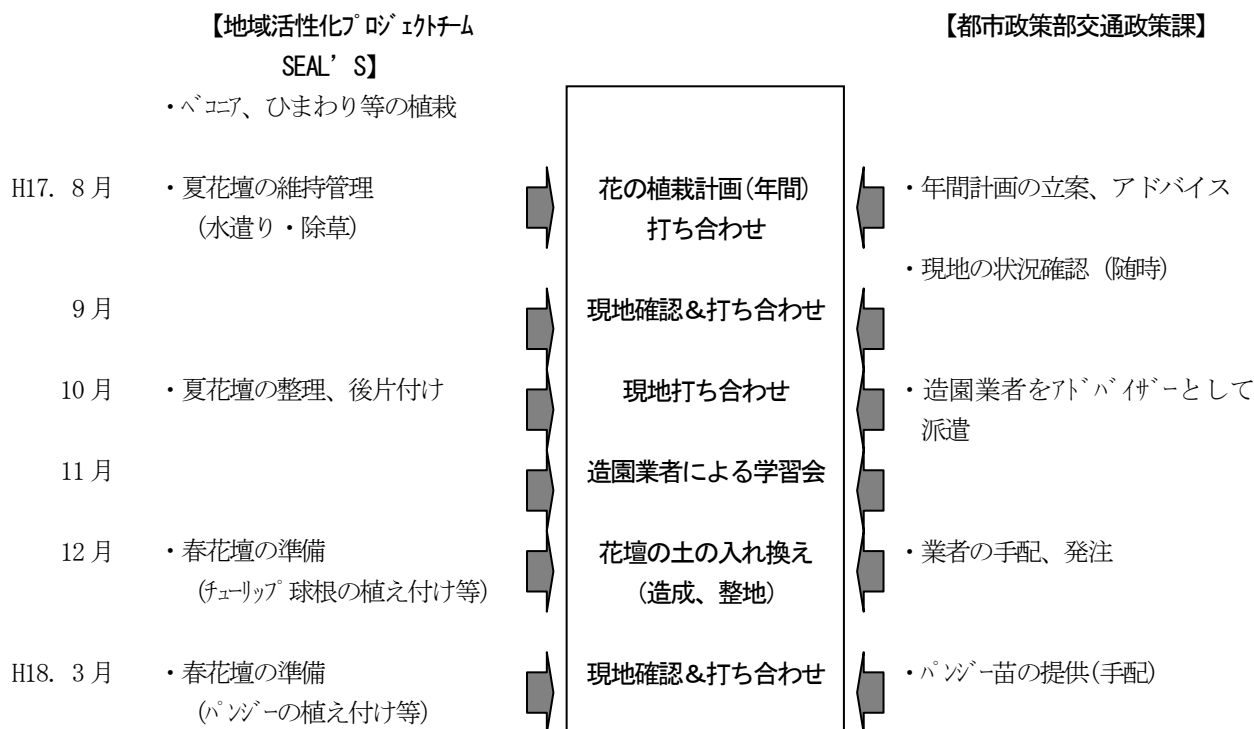 【地域活性化ﾌﾟﾛｼﾞｪｸﾄﾁｰﾑ
SEAL'S】
【都市政策部交通政策課】
・ﾍﾞｺﾆｱ、ひまわり等の植栽
H17. 8月 ・夏花壇の維持管理 花の植栽計画(年間) ・年間計画の立案、アドバイス
(水遣り・除草) 打ち合わせ
・現地の状況確認 (随時)
9月 現地確認&打ち合わせ
10月 ・夏花壇の整理、後片付け 現地打ち合わせ ・造園業者をｱﾄﾞﾊﾞｲｻﾞｰとして
派遣
11月 造園業者による学習会
12月 ・春花壇の準備 花壇の土の入れ換え ・業者の手配、発注
(ﾁｭｰﾘｯﾌﾟ球根の植え付け等) (造成、整地)
H18. 3月 ・春花壇の準備 現地確認&打ち合わせ ・ﾊﾟﾝｼﾞｰ苗の提供(手配)
(ﾊﾟﾝｼﾞｰの植え付け等)